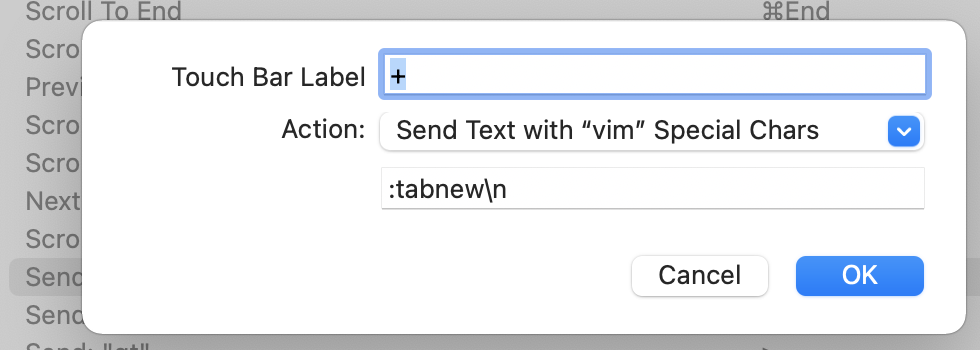 Scroll To End ⌘End
Scro
Touch Bar Label +
Previ
Scro
Action: Send Text with “vim” Special Chars
Scro
Next
:tabnew\n
Scro
Send
Cancel OK
Send